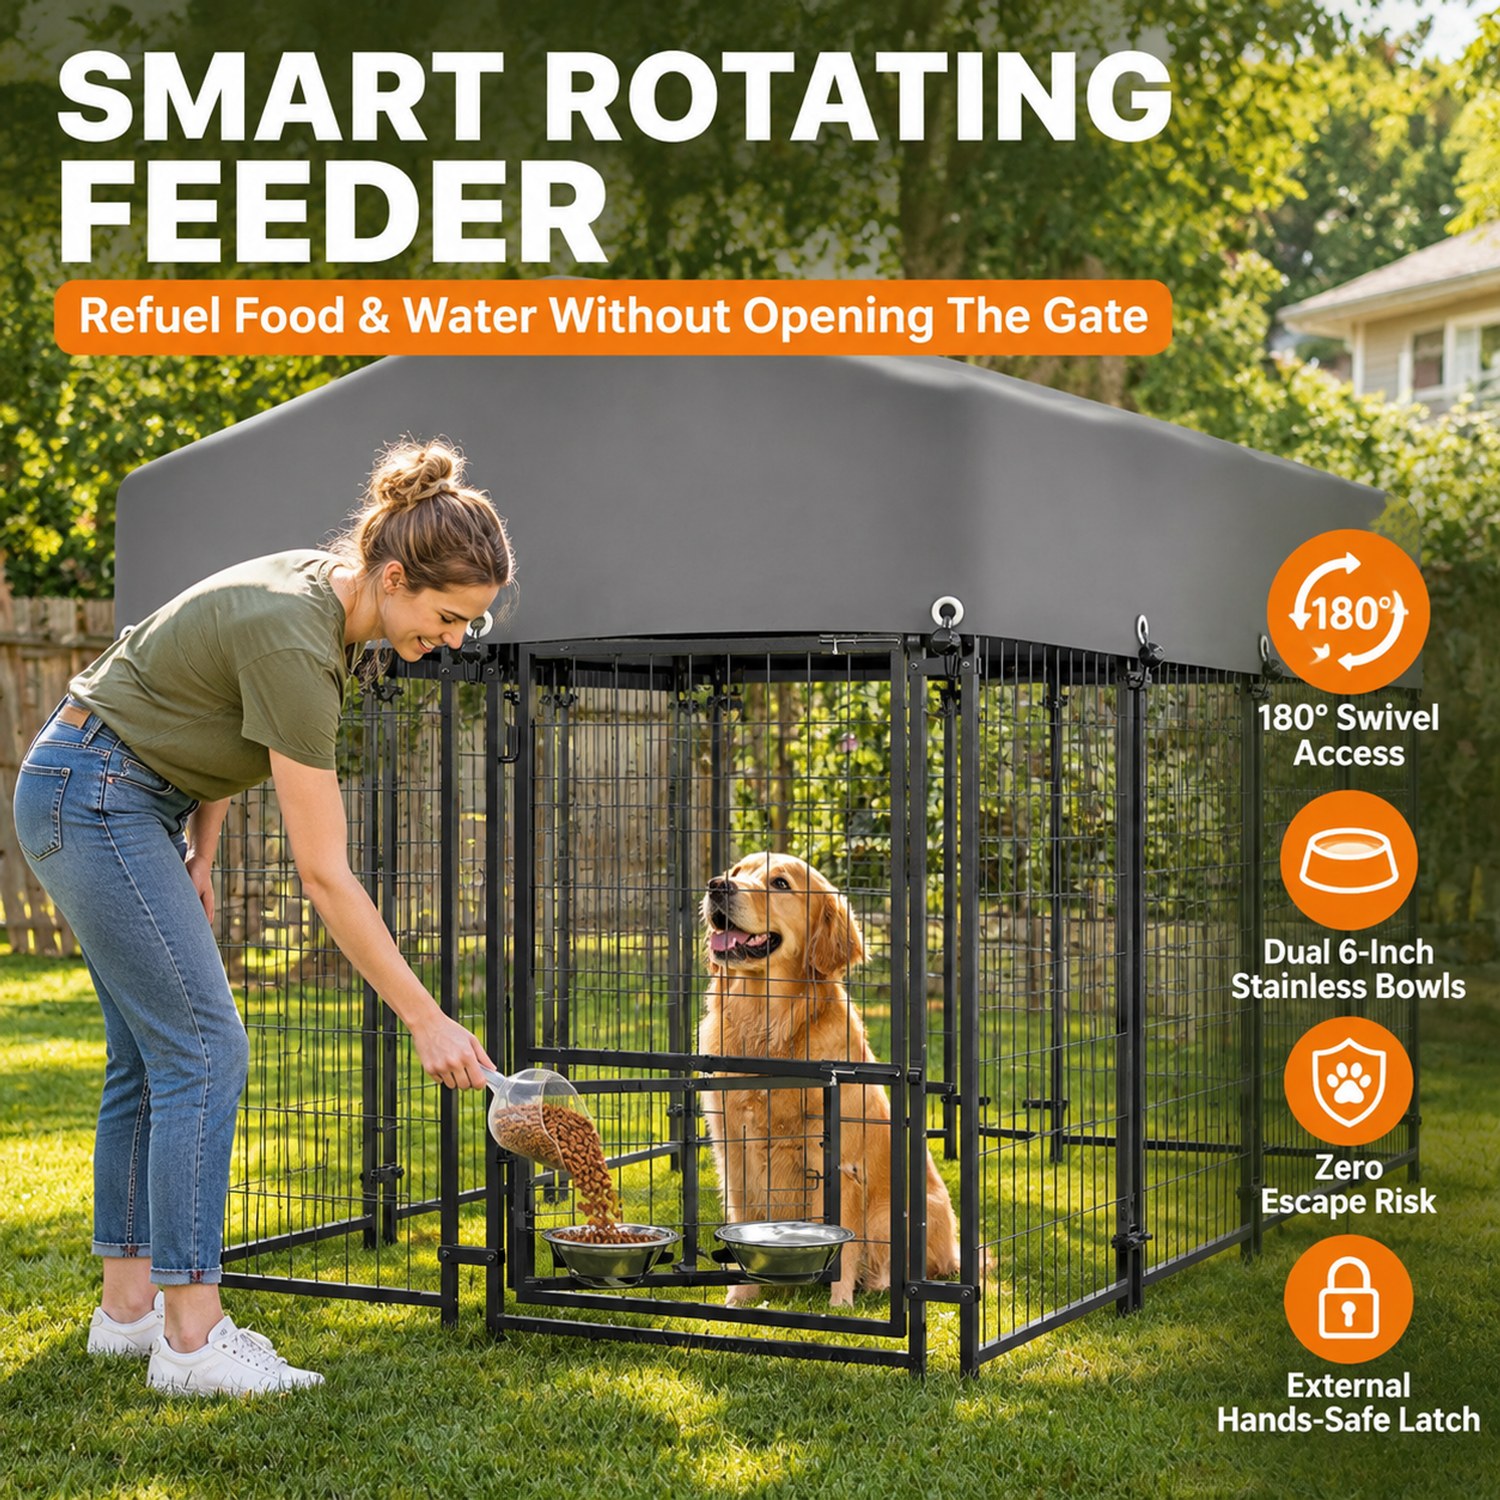 SMART ROTATING
FEEDER
Refuel Food & Water Without Opening The Gate
180°
180° Swivel
Access
Dual 6-Inch
Stainless Bowls
Zero
Escape Risk
External
Hands-Safe Latch